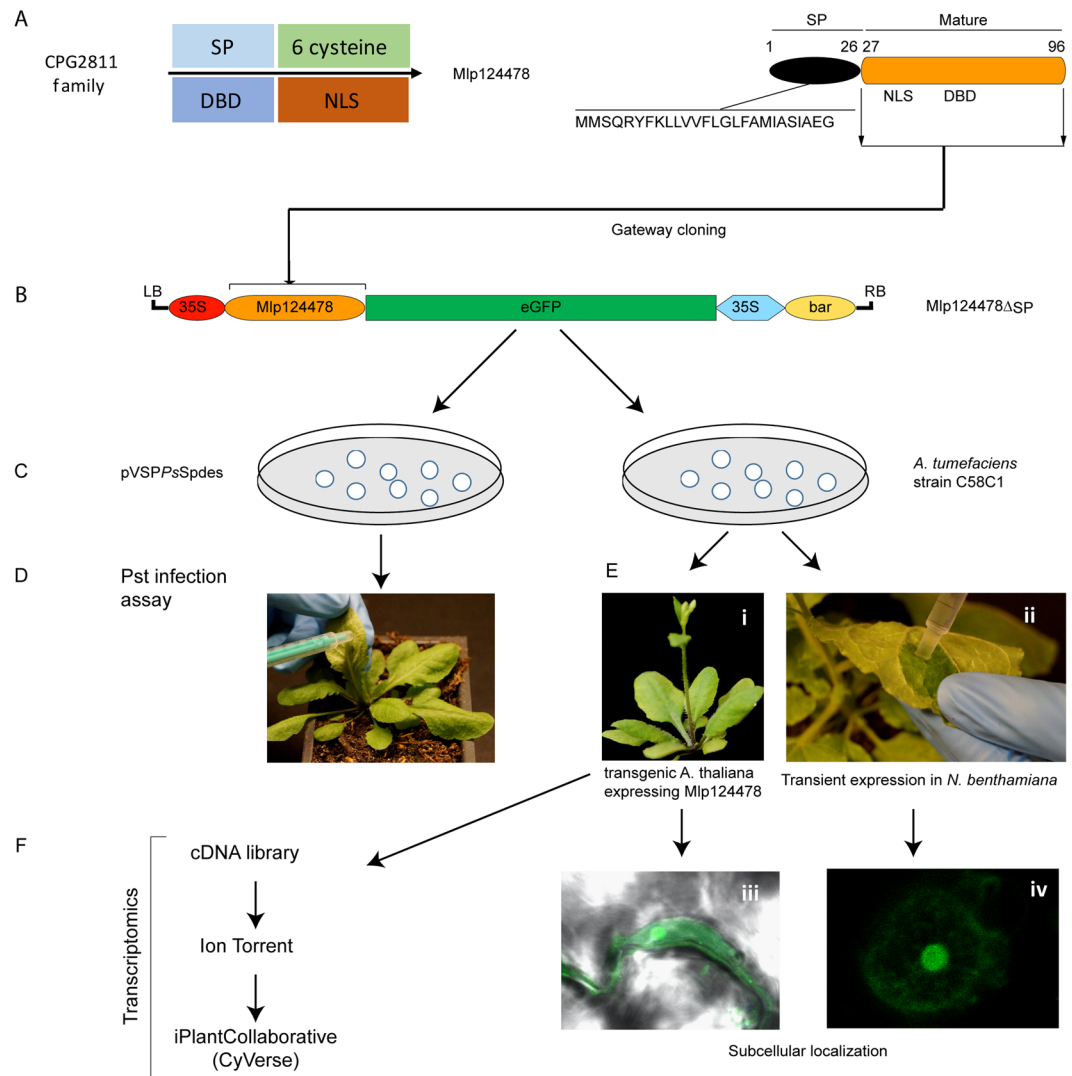 A
CPG2811
family
SP
6 cysteine
DBD
NLS
Mlp124478
SP
Mature
1
26
27
96
NLS
DBD
MMSQRYFKLLVVFLGLFAMIASIAEG
Gateway cloning
B
LB
35S
Mlp124478
eGFP
35S
bar
RB
Mlp124478ΔSP
C
pVSPPsSpdes
A. tumefaciens
strain C58C1
D
Pst infection
assay
E
i
ii
transgenic A. thaliana
expressing Mlp124478
Transient expression in N. benthamiana
F
Transcriptomics
cDNA library
Ion Torrent
iPlantCollaborative
(CyVerse)
iii
iv
Subcellular localization